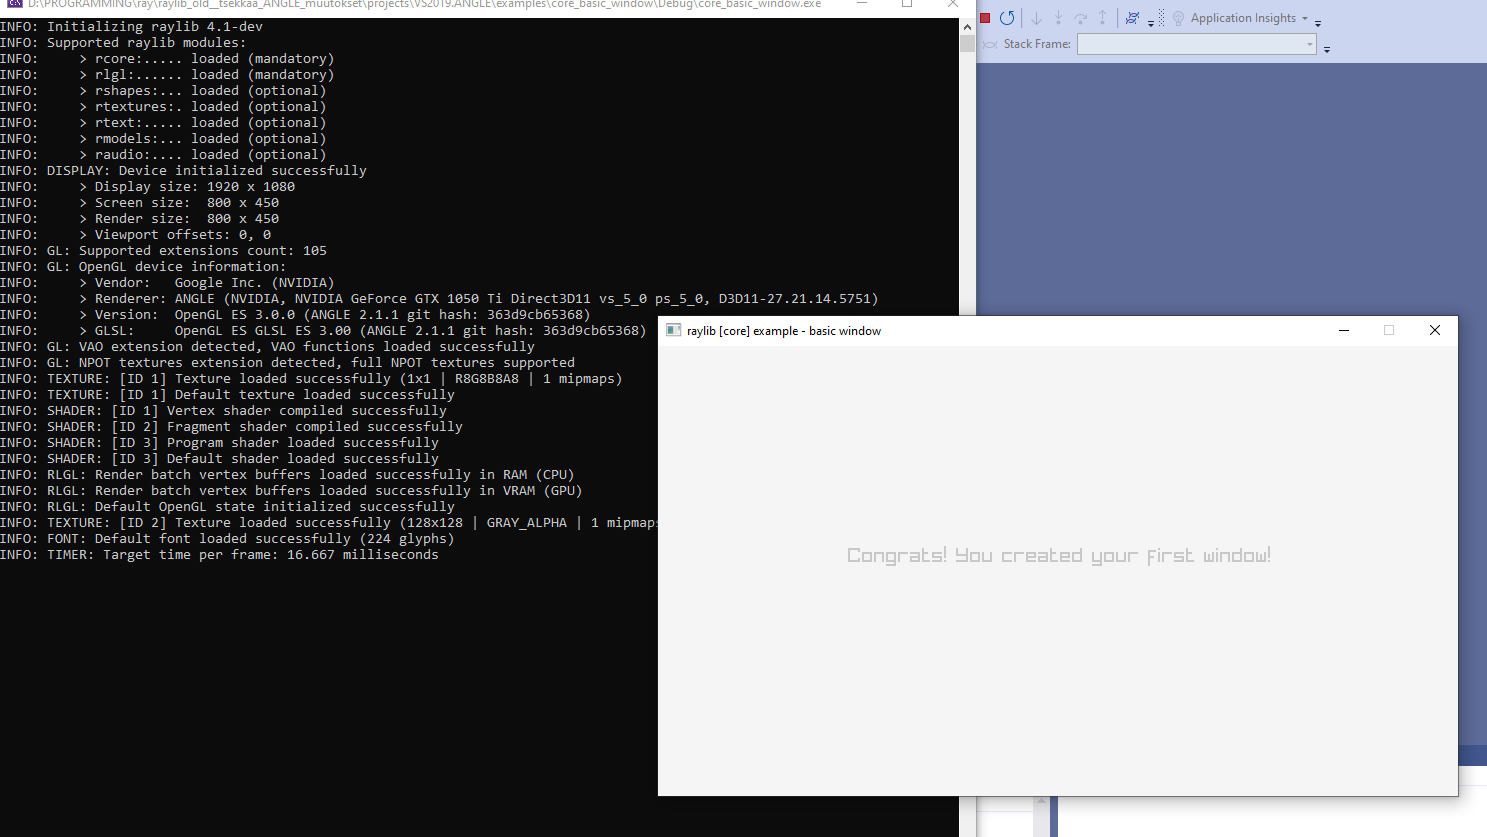 D:\PROGRAMMING\ray\raylib_old__tsekkaa_ANGLE_muutokset\projects\VS2019.ANGLE\examples\core_basic_window\Debug\core_basic_window.exe
INFO: Initializing raylib 4.1-dev
INFO: Supported raylib modules:
INFO:     > rcore:..... loaded (mandatory)
INFO:     > rlgl:...... loaded (mandatory)
INFO:     > rshapes:... loaded (optional)
INFO:     > rtextures:. loaded (optional)
INFO:     > rtext:..... loaded (optional)
INFO:     > rmodels:... loaded (optional)
INFO:     > raudio:.... loaded (optional)
INFO: DISPLAY: Device initialized successfully
INFO:     > Display size: 1920 x 1080
INFO:     > Screen size:  800 x 450
INFO:     > Render size:  800 x 450
INFO:     > Viewport offsets: 0, 0
INFO: GL: Supported extensions count: 105
INFO: GL: OpenGL device information:
INFO:     > Vendor:   Google Inc. (NVIDIA)
INFO:     > Renderer: ANGLE (NVIDIA, NVIDIA GeForce GTX 1050 Ti Direct3D11 vs_5_0 ps_5_0, D3D11-27.21.14.5751)
INFO:     > Version:  OpenGL ES 3.0.0 (ANGLE 2.1.1 git hash: 363d9cb65368)
INFO:     > GLSL:     OpenGL ES GLSL ES 3.00 (ANGLE 2.1.1 git hash: 363d9cb65368)
INFO: GL: VAO extension detected, VAO functions loaded successfully
INFO: GL: NPOT textures extension detected, full NPOT textures supported
INFO: TEXTURE: [ID 1] Texture loaded successfully (1x1 | R8G8B8A8 | 1 mipmaps)
INFO: TEXTURE: [ID 1] Default texture loaded successfully
INFO: SHADER: [ID 1] Vertex shader compiled successfully
INFO: SHADER: [ID 2] Fragment shader compiled successfully
INFO: SHADER: [ID 3] Program shader loaded successfully
INFO: SHADER: [ID 3] Default shader loaded successfully
INFO: RLGL: Render batch vertex buffers loaded successfully in RAM (CPU)
INFO: RLGL: Render batch vertex buffers loaded successfully in VRAM (GPU)
INFO: RLGL: Default OpenGL state initialized successfully
INFO: TEXTURE: [ID 2] Texture loaded successfully (128x128 | GRAY_ALPHA | 1 mipmaps
INFO: FONT: Default font loaded successfully (224 glyphs)
INFO: TIMER: Target time per frame: 16.667 milliseconds
Application Insights
Stack Frame:
raylib [core] example - basic window
Congrats! You created your first window!